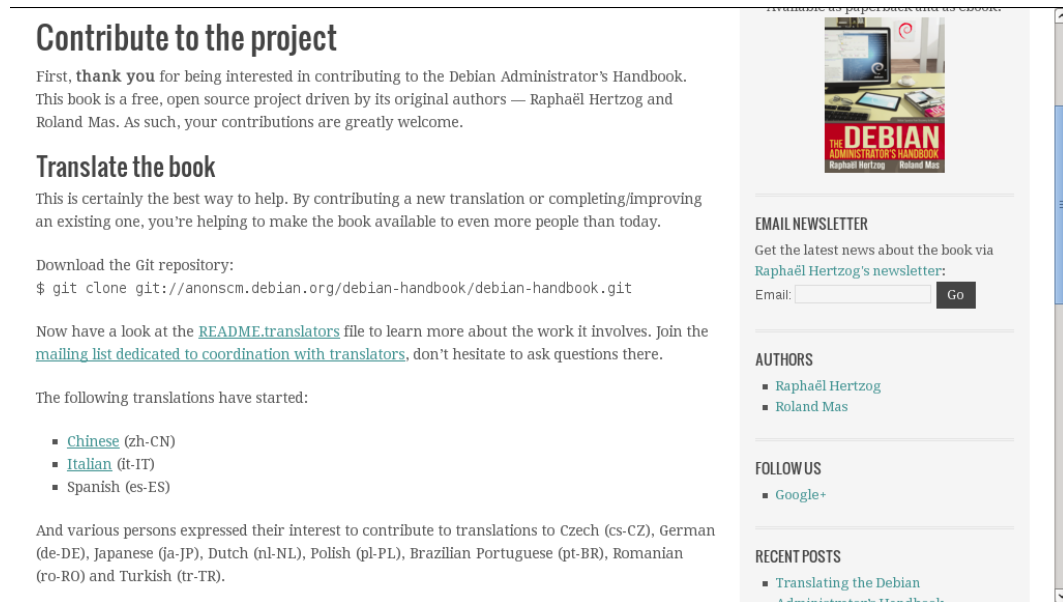 Contribute to the project
First, thank you for being interested in contributing to the Debian Administrator’s Handbook.
This book is a free, open source project driven by its original authors — Raphaël Hertzog and
Roland Mas. As such, your contributions are greatly welcome.
Translate the book
This is certainly the best way to help. By contributing a new translation or completing/improving
an existing one, you’re helping to make the book available to even more people than today.
Download the Git repository:
$ git clone git://anonscm.debian.org/debian-handbook/debian-handbook.git
Now have a look at the README.translators file to learn more about the work it involves. Join the
mailing list dedicated to coordination with translators, don’t hesitate to ask questions there.
The following translations have started:
▪ Chinese (zh-CN)
▪ Italian (it-IT)
▪ Spanish (es-ES)
And various persons expressed their interest to contribute to translations to Czech (cs-CZ), German
(de-DE), Japanese (ja-JP), Dutch (nl-NL), Polish (pl-PL), Brazilian Portuguese (pt-BR), Romanian
(ro-RO) and Turkish (tr-TR).
Available as paperback and as ebook.
THE DEBIAN
ADMINISTRATOR'S HANDBOOK
Raphaël Hertzog Roland Mas
EMAIL NEWSLETTER
Get the latest news about the book via
Raphaël Hertzog's newsletter:
Email: Go
AUTHORS
▪ Raphaël Hertzog
▪ Roland Mas
FOLLOW US
▪ Google+
RECENT POSTS
▪ Translating the Debian
Administrator's Handbook